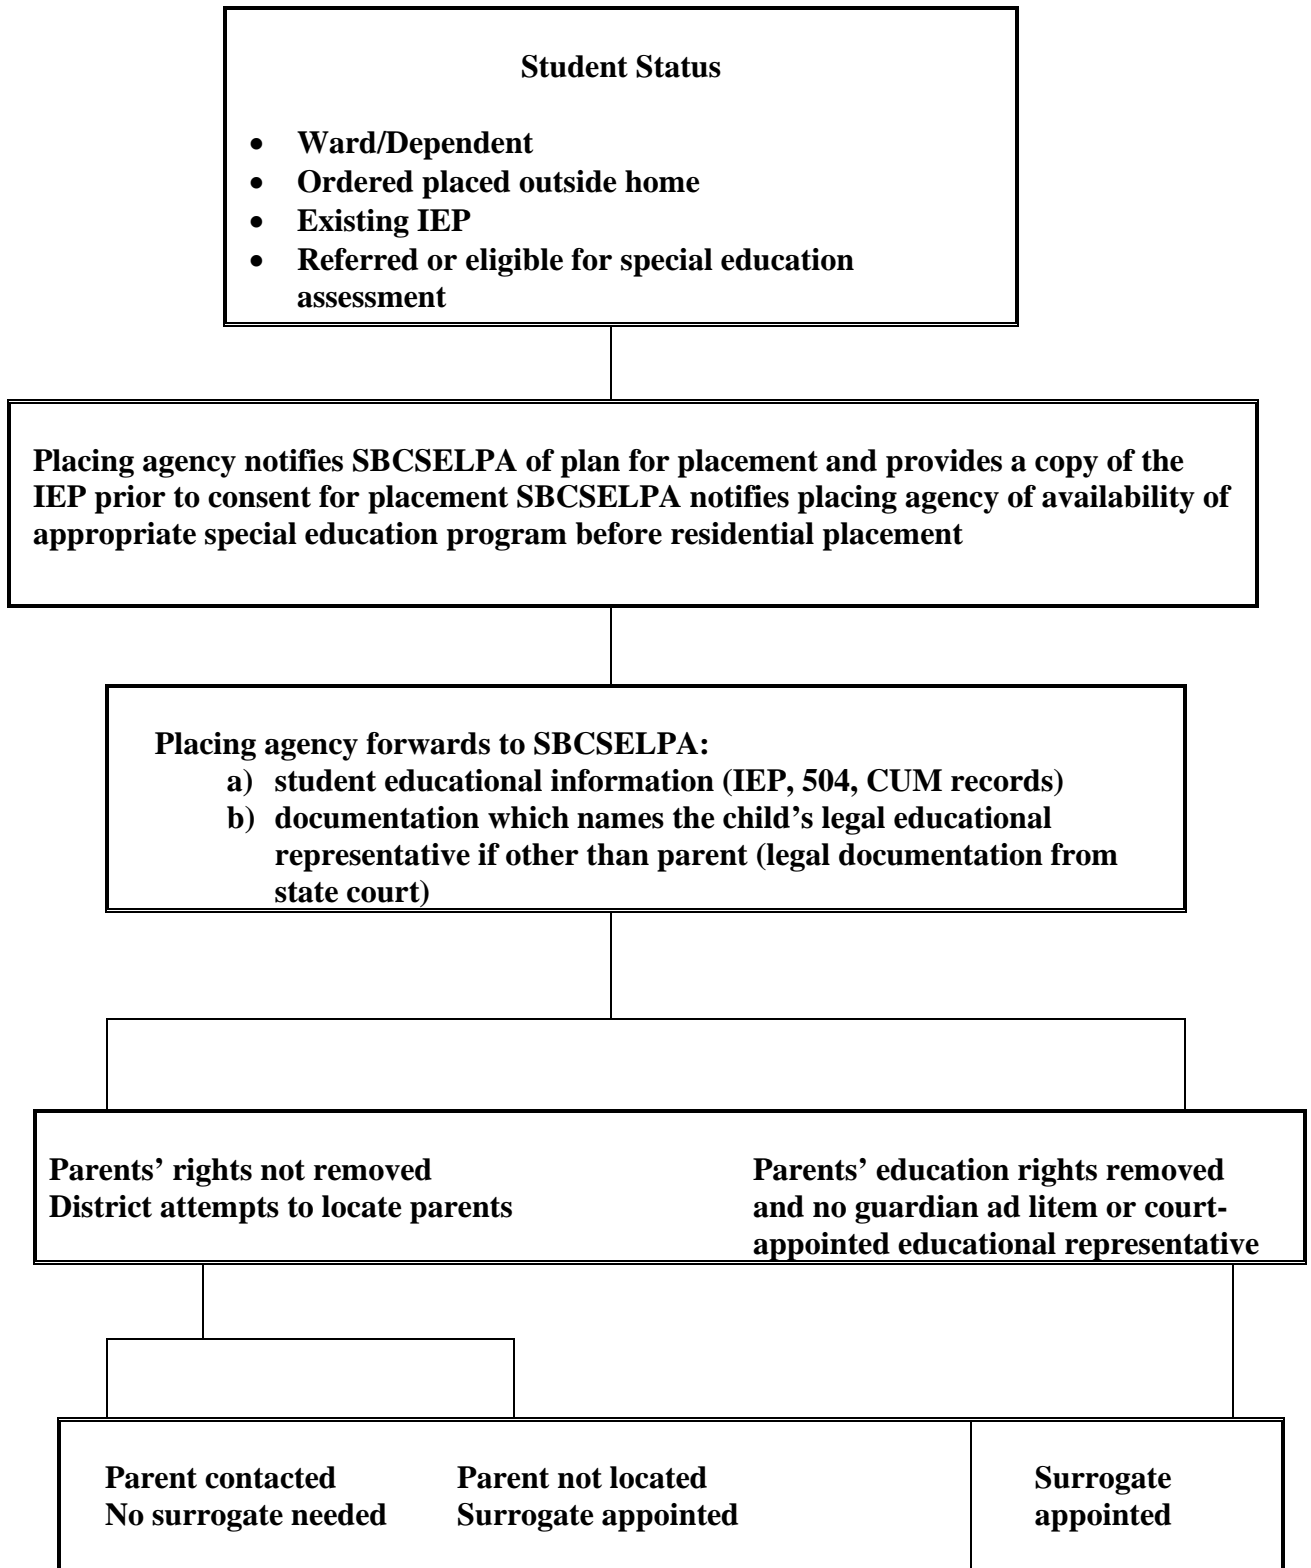 Student Status
• Ward/Dependent
• Ordered placed outside home
• Existing IEP
• Referred or eligible for special education
assessment
Placing agency notifies SBCSELPA of plan for placement and provides a copy of the
IEP prior to consent for placement SBCSELPA notifies placing agency of availability of
appropriate special education program before residential placement
Placing agency forwards to SBCSELPA:
a) student educational information (IEP, 504, CUM records)
b) documentation which names the child’s legal educational
representative if other than parent (legal documentation from
state court)
Parents’ rights not removed
District attempts to locate parents
Parents’ education rights removed
and no guardian ad litem or court-
appointed educational representative
Parent contacted
No surrogate needed
Parent not located
Surrogate appointed
Surrogate
appointed